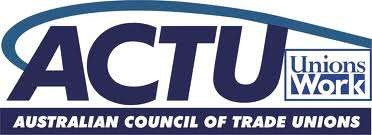 ACTU
Unions
Work
AUSTRALIAN COUNCIL OF TRADE UNIONS